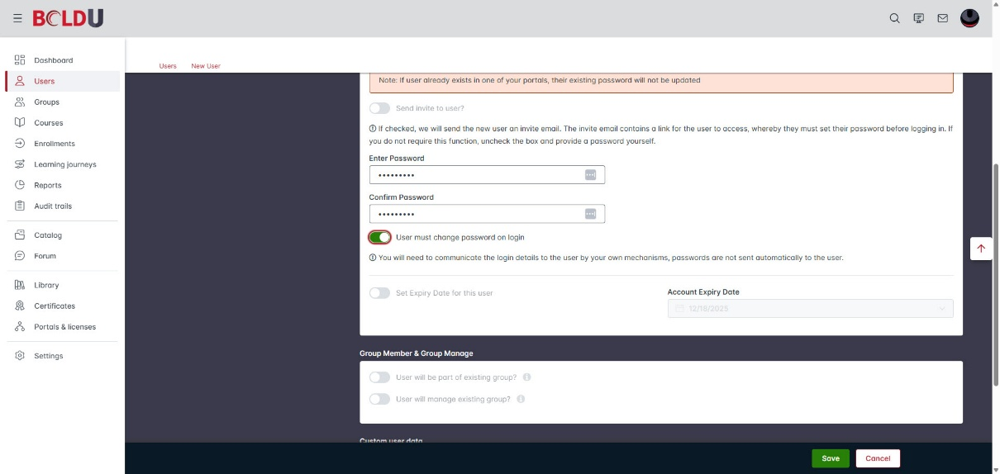 BOLDU
Users
New User
Dashboard
Users
Groups
Courses
Enrollments
Learning journeys
Reports
Audit trails
Catalog
Forum
Library
Certificates
Portals & licenses
Settings
Note: If user already exists in one of your portals, their existing password will not be updated
Send invite to user?
If checked, we will send the new user an invite email. The invite email contains a link for the user to access, whereby they must set their password before logging in. If
you do not require this function, uncheck the box and provide a password yourself.
Enter Password
•••••••••
Confirm Password
•••••••••
User must change password on login
You will need to communicate the login details to the user by your own mechanisms, passwords are not sent automatically to the user.
Set Expiry Date for this user
Account Expiry Date
12/18/2025
Group Member & Group Manage
User will be part of existing group?
User will manage existing group?
Custom user data
Save
Cancel